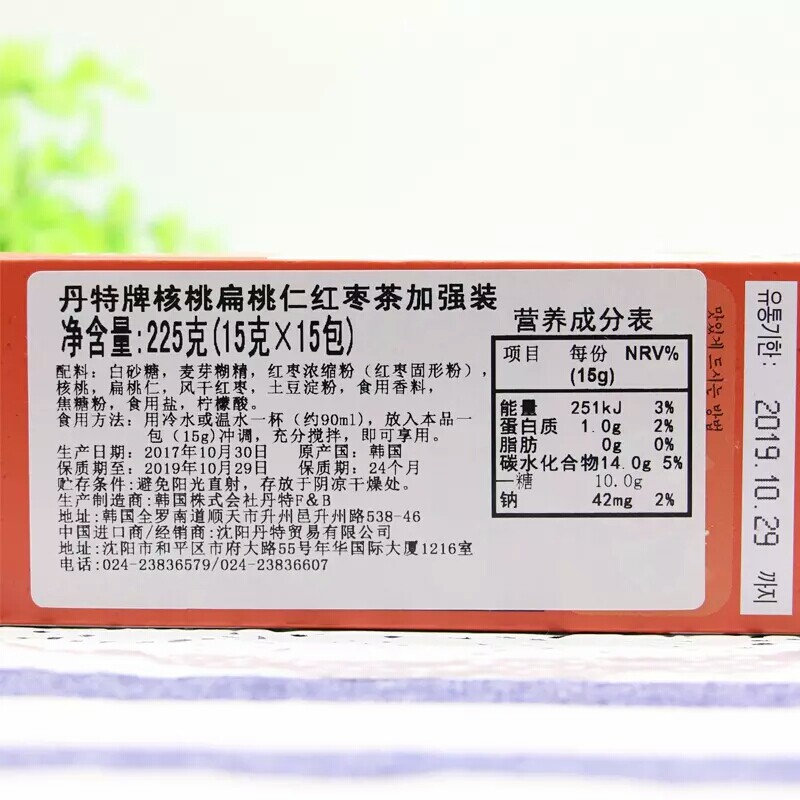 丹特牌核桃扁桃仁红枣茶加强装
净含量:225克(15克×15包)
配料: 白砂糖, 麦芽糊精, 红枣浓缩粉 (红枣固形粉),
核桃, 扁桃仁, 风干红枣, 土豆淀粉, 食用香料,
焦糖粉, 食用盐, 柠檬酸。
食用方法: 用冷水或温水一杯 (约90ml), 放入本品一
包 (15g) 冲调, 充分搅拌, 即可享用。
生产日期: 2017年10月30日 原产国: 韩国
保质期至: 2019年10月29日 保质期: 24个月
贮存条件:避免阳光直射, 存放于阴凉干燥处。
生产制造商:韩国株式会社丹特F&B
地址:韩国全罗南道顺天市升州邑升州路538-46
中国进口商/经销商:沈阳丹特贸易有限公司
地址:沈阳市和平区市府大路55号年华国际大厦1216室
电话:024-23836579/024-23836607
营养成分表
项目 每份 NRV%
(15g)
能量 251kJ 3%
蛋白质 1.0g 2%
脂肪 0g 0%
碳水化合物14.0g 5%
—糖 10.0g
钠 42mg 2%
맛있게 드시는 방법
유통기한: 2019.10.29 까지